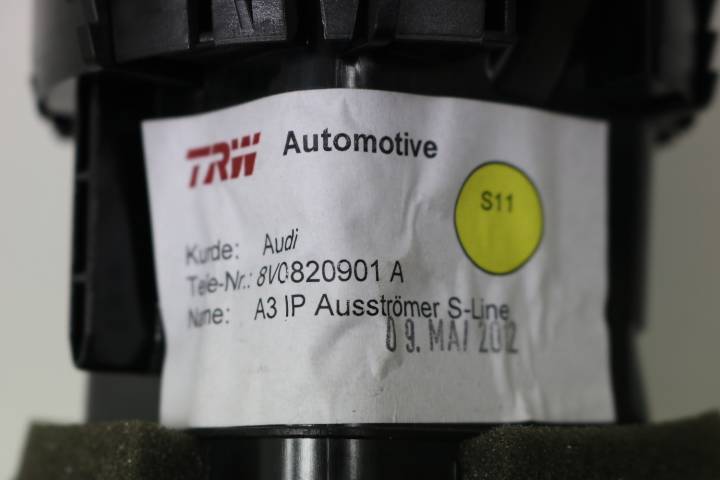 TRW Automotive
S11
Kunde: Audi
Teile-Nr.: 8V0820901 A
Name: A3 IP Ausströmer S-Line
09. MAI 2012